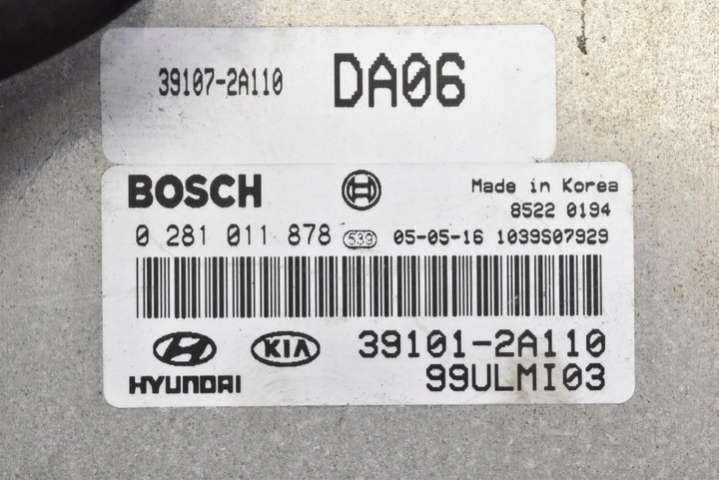 39107-2A110 DA06
BOSCH Made in Korea
8522 0194
0 281 011 878 539 05-05-16 1039S07929
KIA 39101-2A110
HYUNDAI 99ULMI03